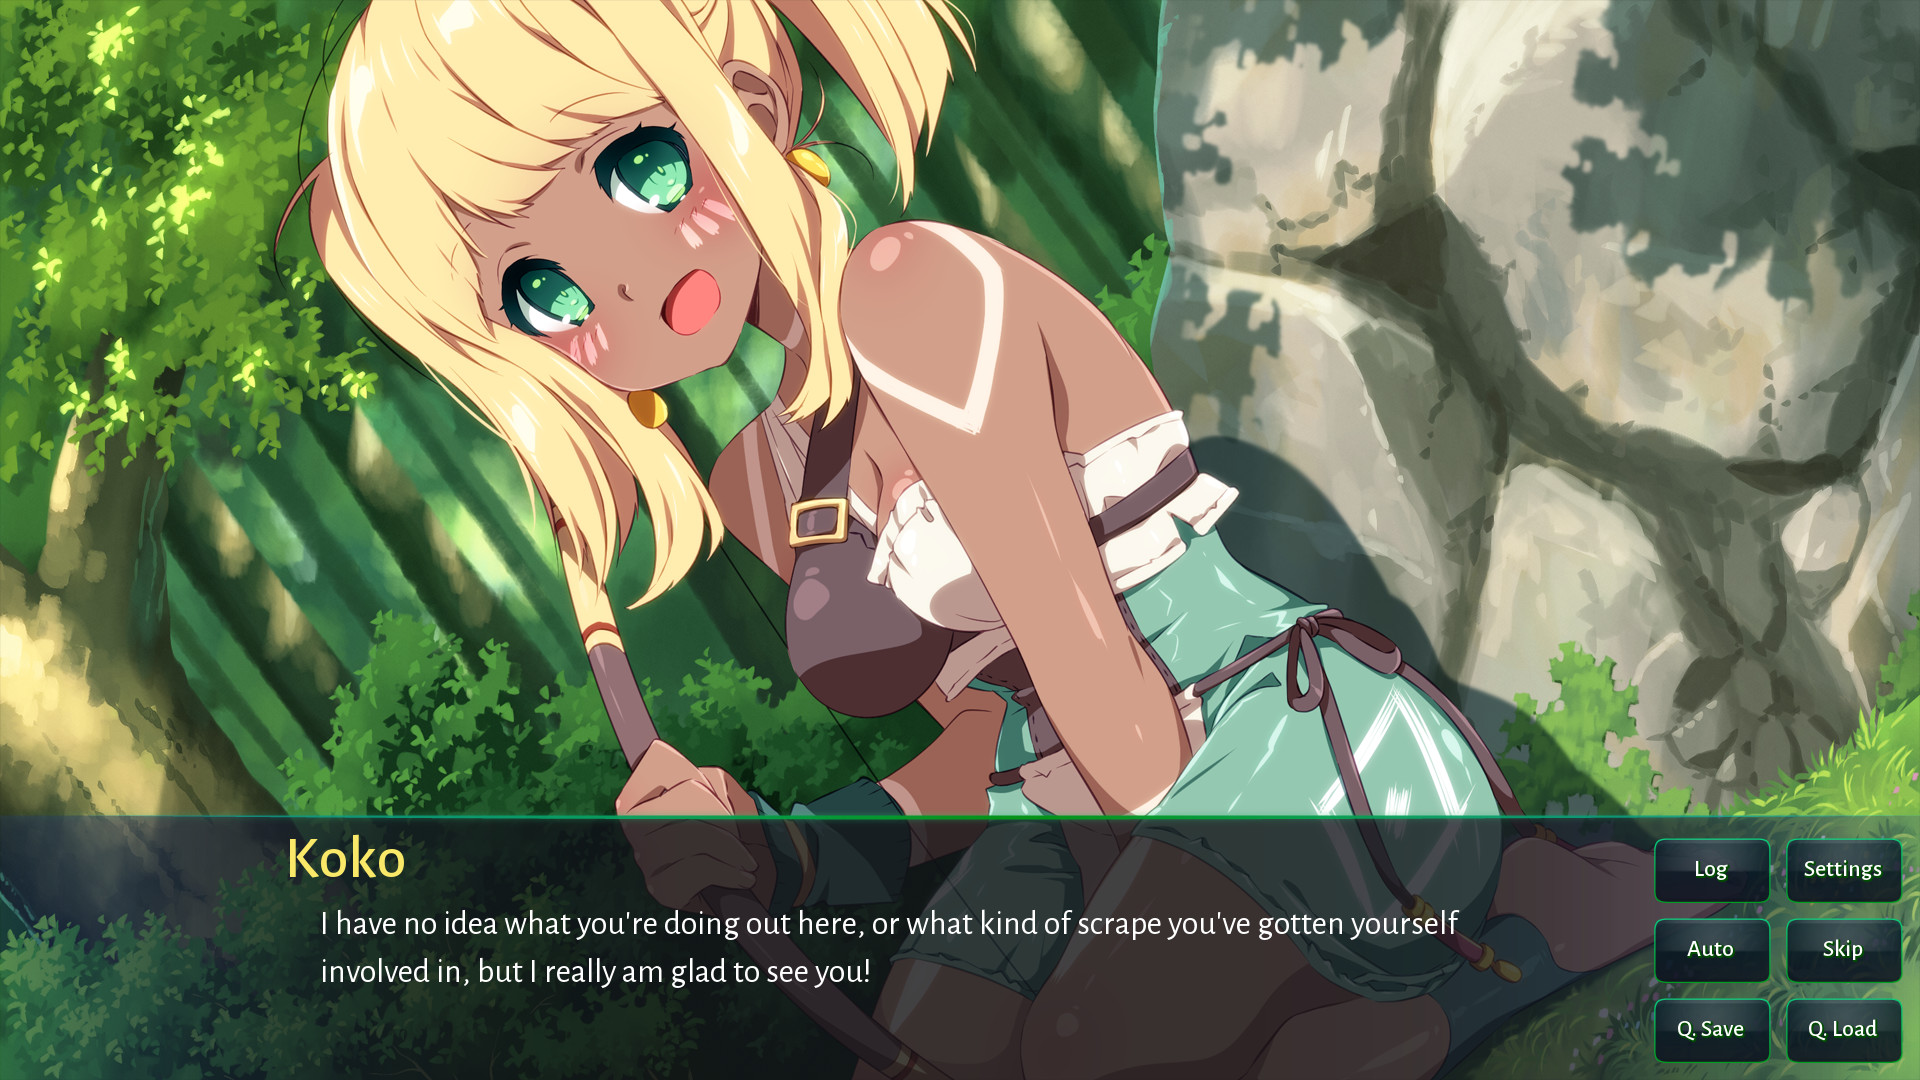 Koko
I have no idea what you're doing out here, or what kind of scrape you've gotten yourself
involved in, but I really am glad to see you!
Log
Settings
Auto
Skip
Q. Save
Q. Load